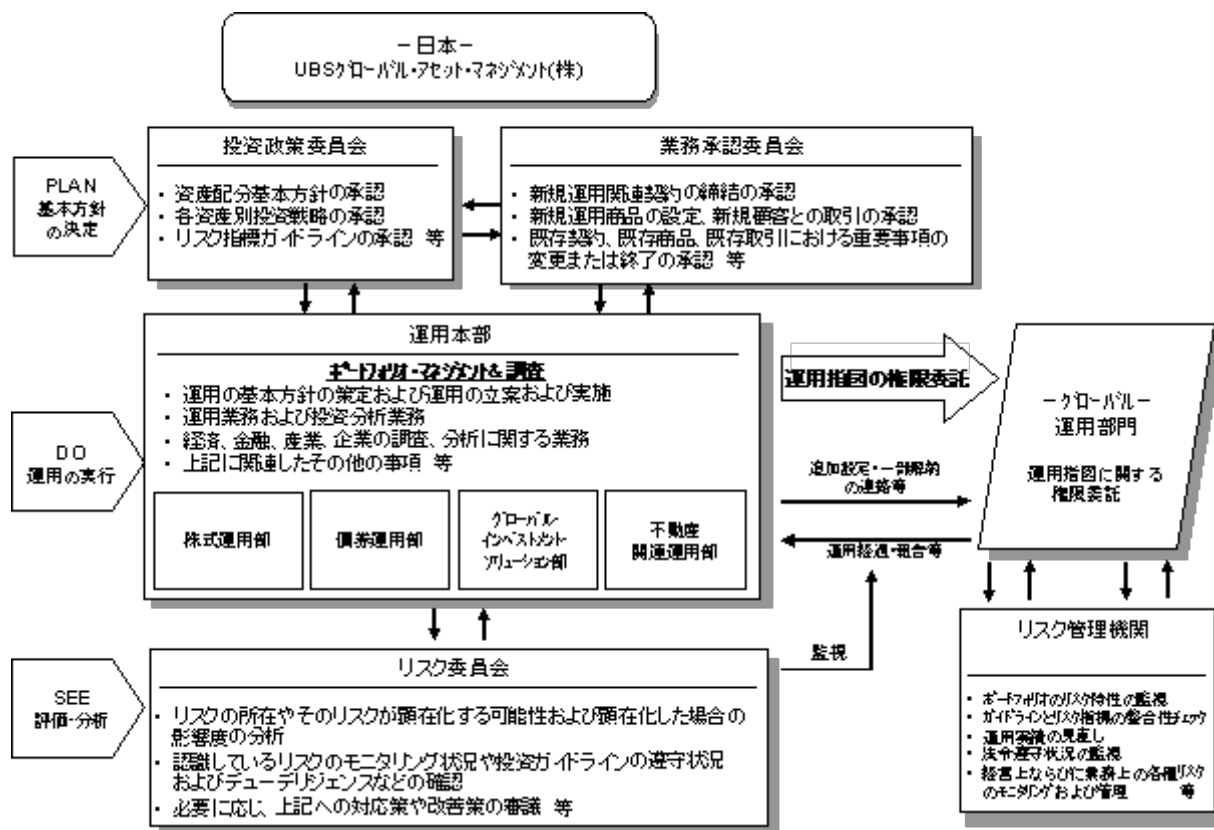 －日本－
UBSｸﾞﾛｰﾊﾞﾙ・ｱｾｯﾄ・ﾏﾈｼﾞﾒﾝﾄ(株)
PLAN
基本方針
の決定
投資政策委員会
・ 資産配分基本方針の承認
・ 各資産別投資戦略の承認
・ リスク指標ガイドラインの承認 等
業務承認委員会
・ 新規運用関連契約の締結の承認
・ 新規運用商品の設定、新規顧客との取引の承認
・ 既存契約、既存商品、既存取引における重要事項の
変更または終了の承認 等
DO
運用の実行
運用本部
ﾎﾟｰﾄﾌｫﾘｵ・ﾏﾈｼﾞﾒﾝﾄ&調査
・ 運用の基本方針の策定および運用の立案および実施
・ 運用業務および投資分析業務
・ 経済、金融、産業、企業の調査、分析に関する業務
・ 上記に関連したその他の事項 等
株式運用部
債券運用部
ｸﾞﾛｰﾊﾞﾙ・
ｲﾝﾍﾞｽﾄﾒﾝﾄ
ｿﾘｭｰｼｮﾝ部
不動産
関連運用部
運用指図の権限委託
追加設定・一部解約
の連絡等
運用経過・報告等
監視
－ｸﾞﾛｰﾊﾞﾙ－
運用部門
運用指図に関する
権限委託
SEE
評価・分析
リスク委員会
・ リスクの所在やそのリスクが顕在化する可能性および顕在化した場合の
影響度の分析
・ 認識しているリスクのモニタリング状況や投資ガイドラインの遵守状況
およびデューデリジェンスなどの確認
・ 必要に応じ、上記への対応策や改善策の審議 等
リスク管理機関
・ ﾎﾟｰﾄﾌｫﾘｵのﾘｽｸ特性の監視
・ ｶﾞｲﾄﾞﾗｲﾝとﾘｽｸ指標の整合性ﾁｪｯｸ
・ 運用実績の見直し
・ 法令遵守状況の監視
・ 経営上ならびに業務上の各種ﾘｽｸ
のﾓﾆﾀﾘﾝｸﾞおよび管理 等